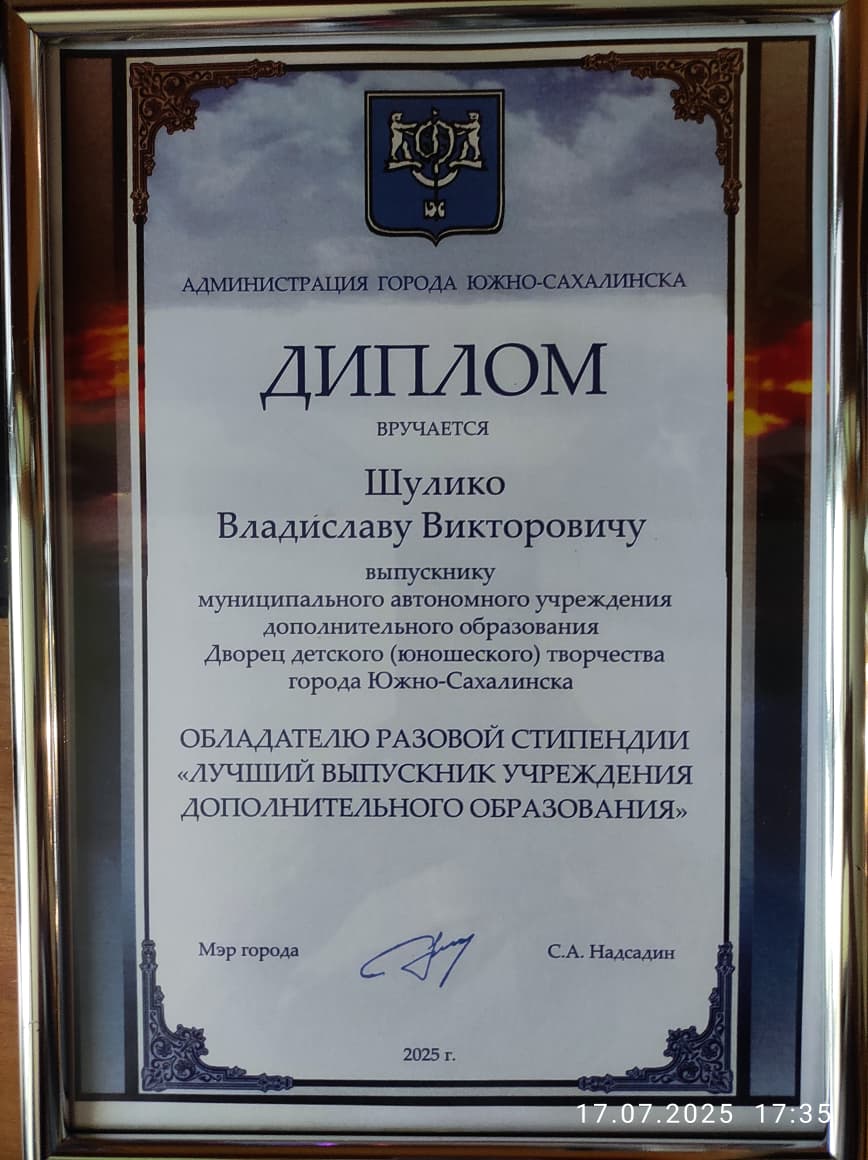 АДМИНИСТРАЦИЯ ГОРОДА ЮЖНО-САХАЛИНСКА
ДИПЛОМ
ВРУЧАЕТСЯ
Шулико
Владиславу Викторовичу
выпускнику
муниципального автономного учреждения
дополнительного образования
Дворец детского (юношеского) творчества
города Южно-Сахалинска
ОБЛАДАТЕЛЮ РАЗОВОЙ СТИПЕНДИИ
«ЛУЧШИЙ ВЫПУСКНИК УЧРЕЖДЕНИЯ
ДОПОЛНИТЕЛЬНОГО ОБРАЗОВАНИЯ»
Мэр города С.А. Надсадин
2025 г.
17.07.2025 17:35